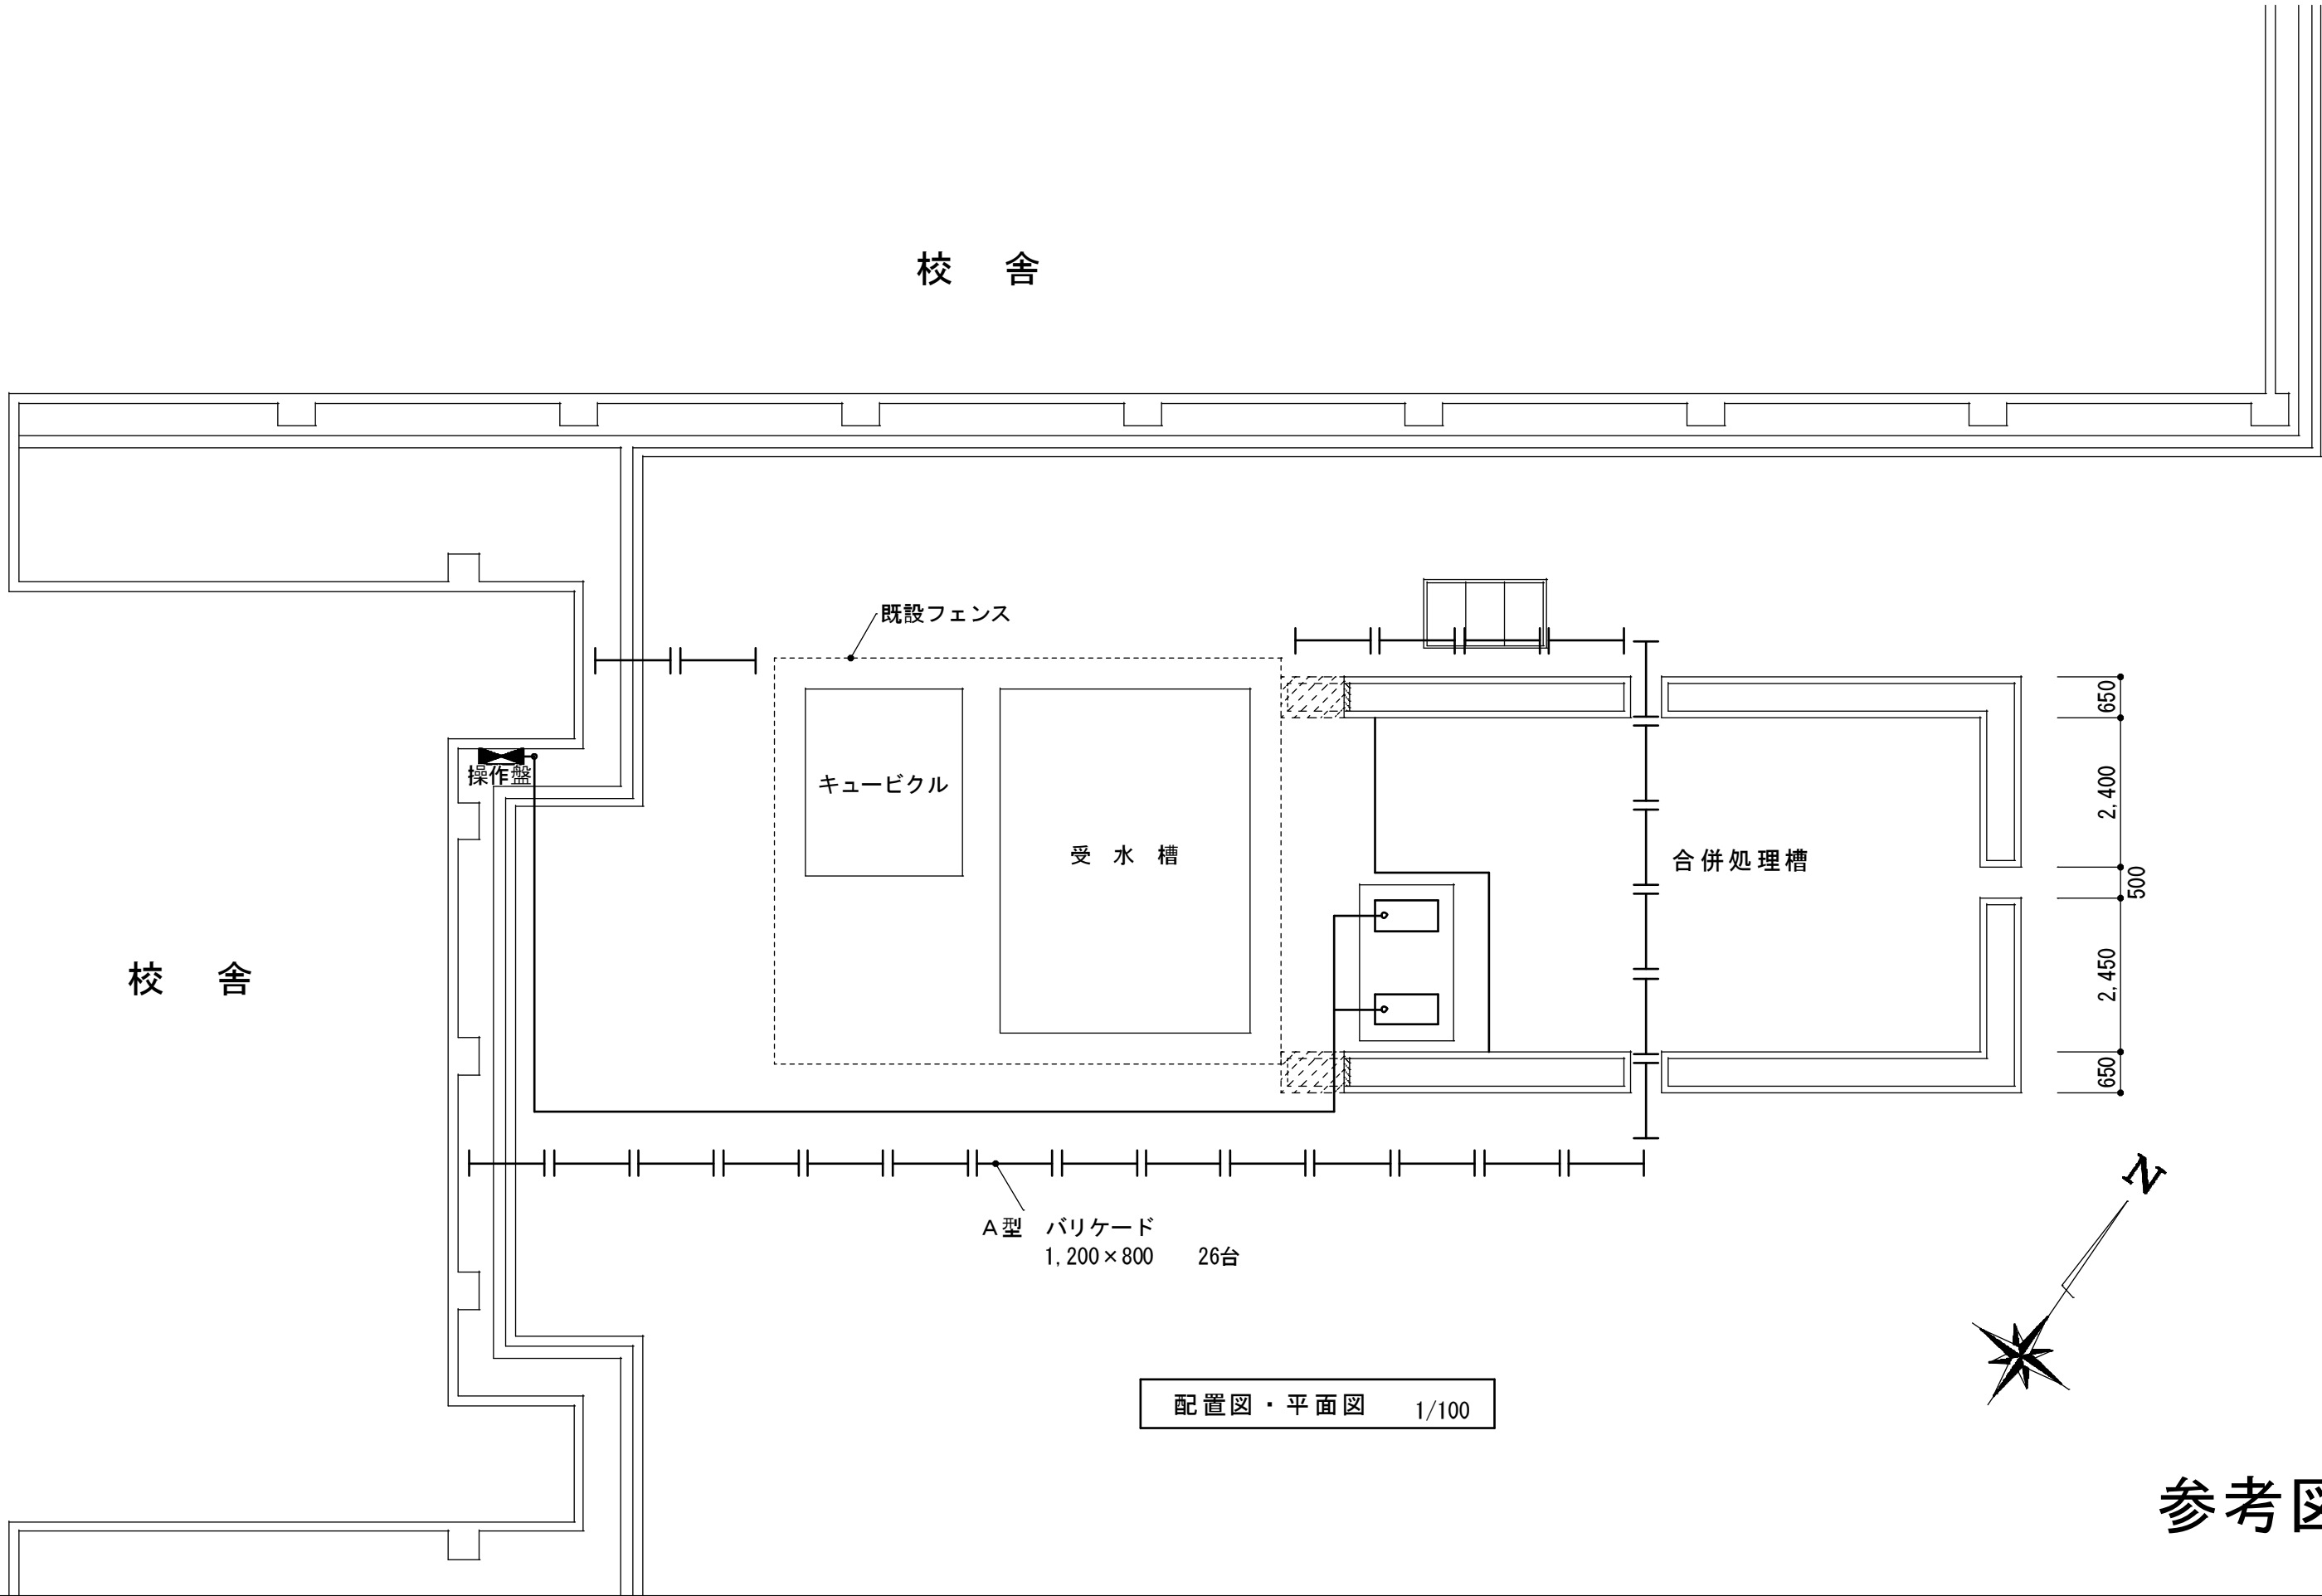 校　舎
既設フェンス
650
操作盤
キュービクル
2,400
受　水　槽
合併処理槽
500
校　舎
2,450
650
N
Ａ型　バリケード
1,200×800　26台
配置図・平面図　1/100
参考図